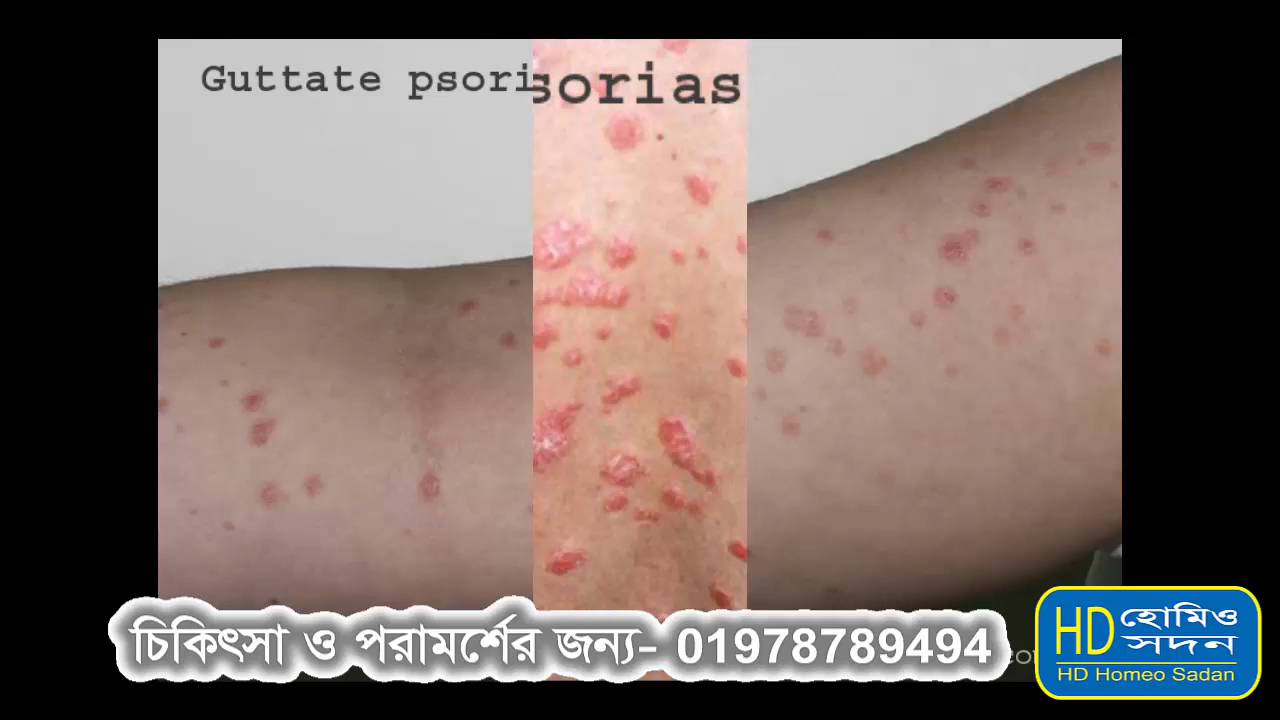 Guttate psori
sorias
চিকিৎসা ও পরামর্শের জন্য- 01978789494
HD হোমিও
সদন
HD Homeo Sadan